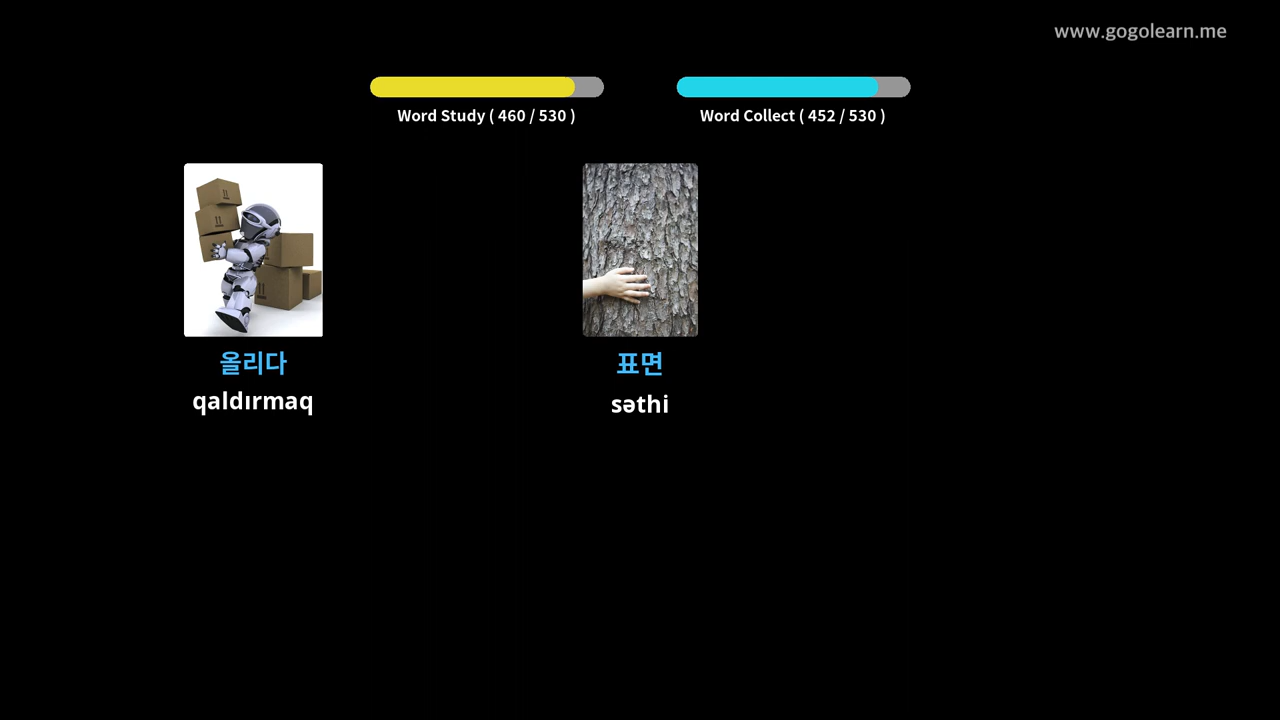 www.gogolearn.me
Word Study ( 460 / 530 )
Word Collect ( 452 / 530 )
올리다
qaldırmaq
표면
səthi